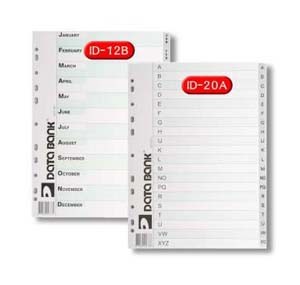 JANUARY
FEBRUARY
MARCH
APRIL
MAY
JUNE
JULY
AUGUST
SEPTEMBER
OCTOBER
NOVEMBER
DECEMBER
DATA BANK
ID-12B
ID-20A
A
B
C
D
E
F
G
H
I
J
K
L
M
NO
PQ
R
S
T
U
VW
XYZ
DATA BANK